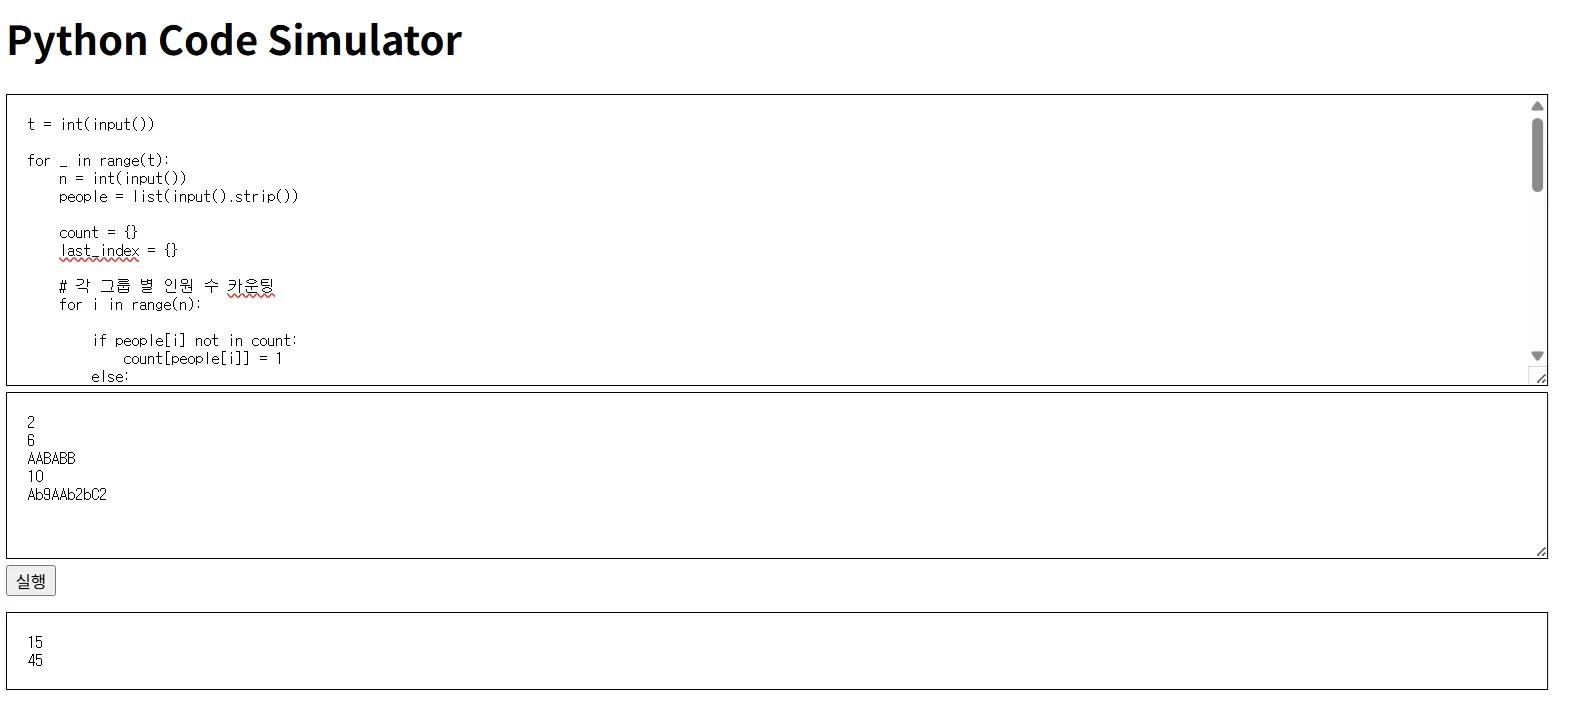 Python Code Simulator
t = int(input())
for _ in range(t):
    n = int(input())
    people = list(input().strip())
    count = {}
    last_index = {}
    # 각 그룹 별 인원 수 카운팅
    for i in range(n):
        if people[i] not in count:
            count[people[i]] = 1
        else:
2
6
AABABB
10
Ab9AAb2bC2
실행
15
45